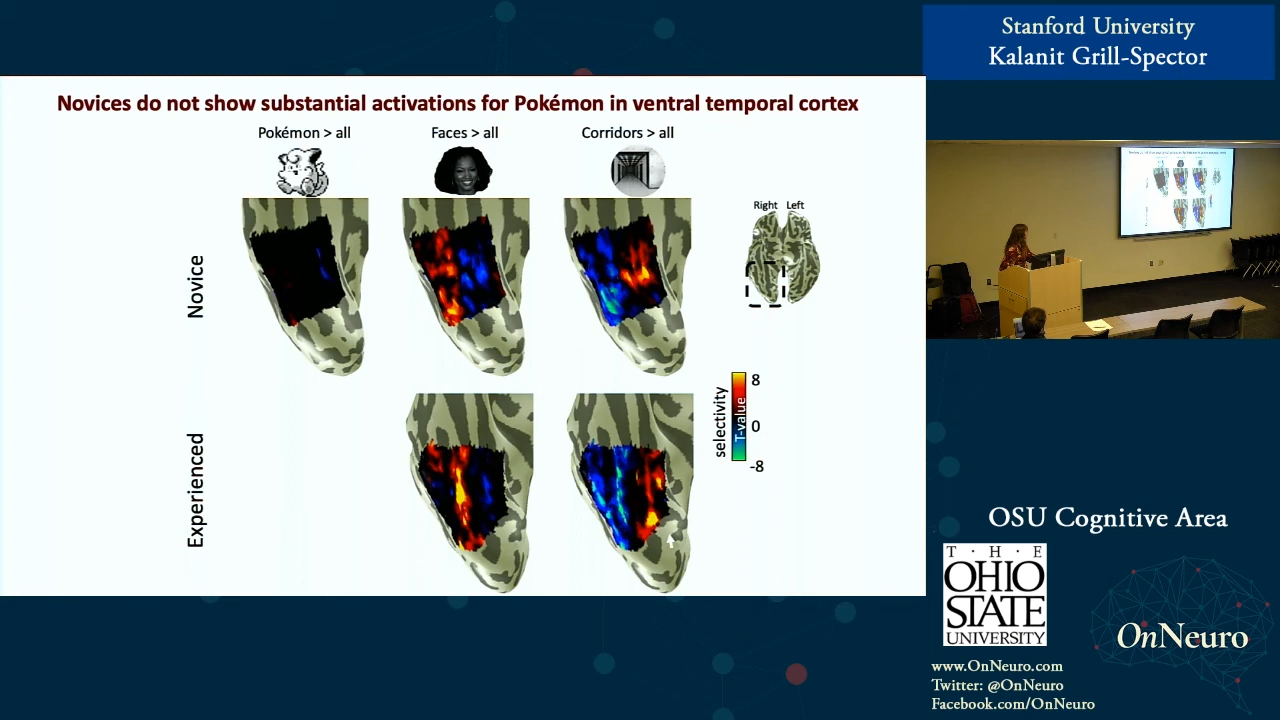 Stanford University
Kalanit Grill-Spector
Novices do not show substantial activations for Pokémon in ventral temporal cortex
Pokémon > all
Faces > all
Corridors > all
Right Left
Novice
Experienced
selectivity
T-value
8
0
-8
OSU Cognitive Area
T · H · E
OHIO
STATE
UNIVERSITY
OnNeuro
www.OnNeuro.com
Twitter: @OnNeuro
Facebook.com/OnNeuro